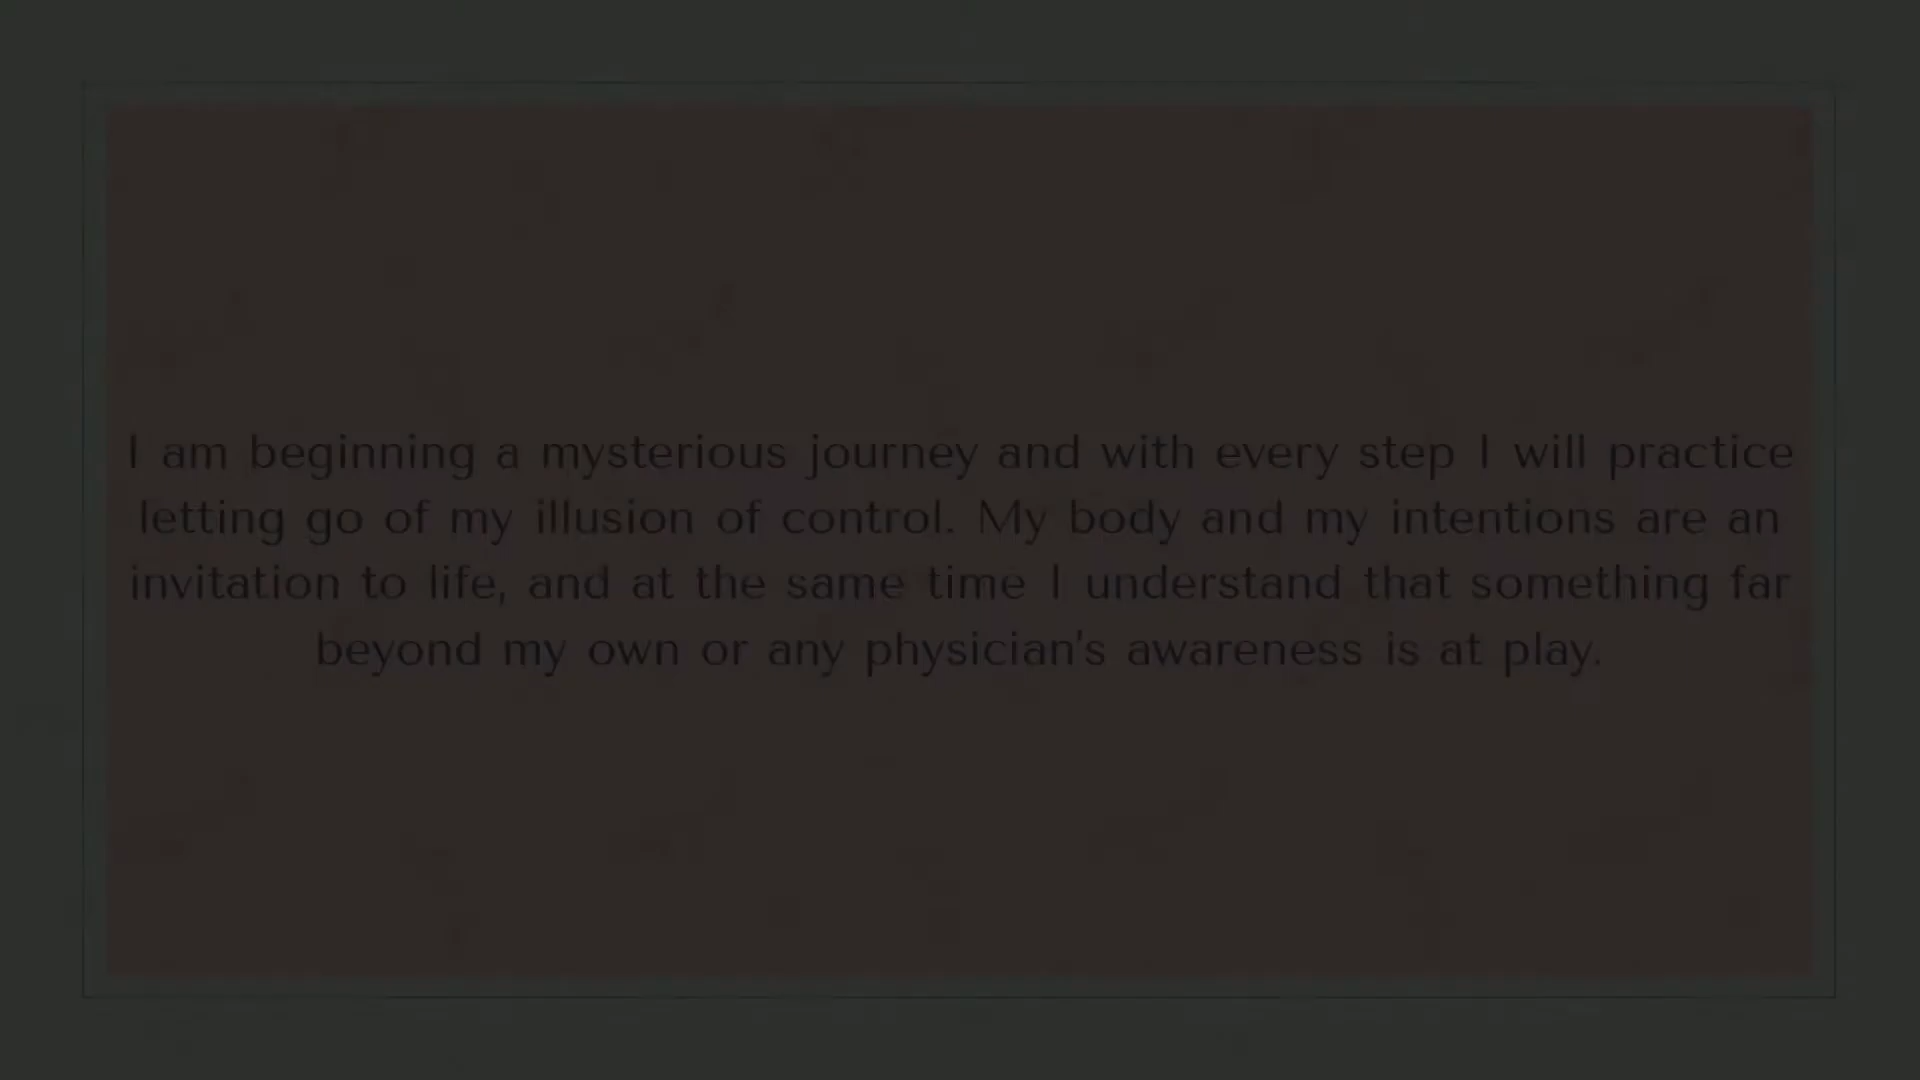 I am beginning a mysterious journey and with every step I will practice
letting go of my illusion of control. My body and my intentions are an
invitation to life, and at the same time I understand that something far
beyond my own or any physician's awareness is at play.